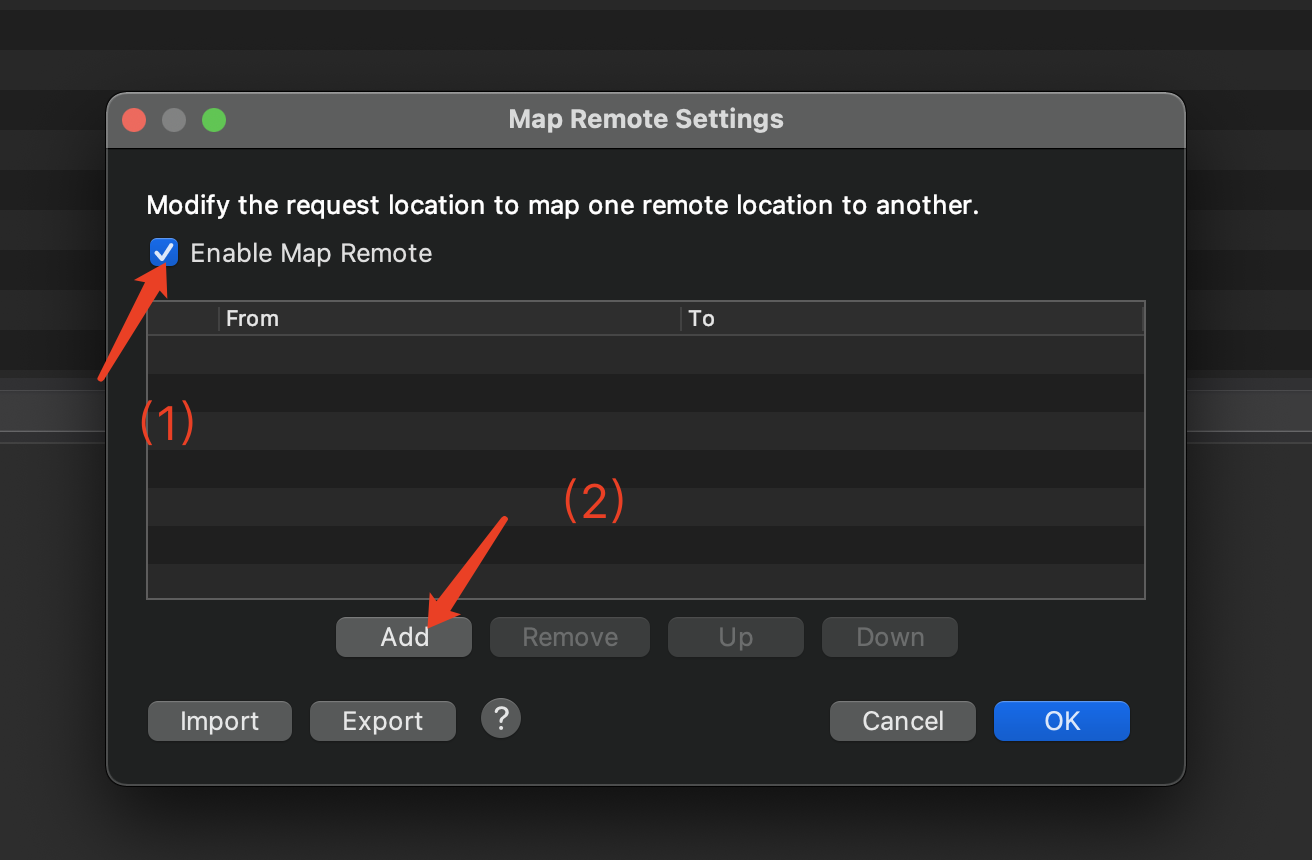 Map Remote Settings
Modify the request location to map one remote location to another.
Enable Map Remote
From To
(1)
(2)
Add Remove Up Down
Import Export ? Cancel OK